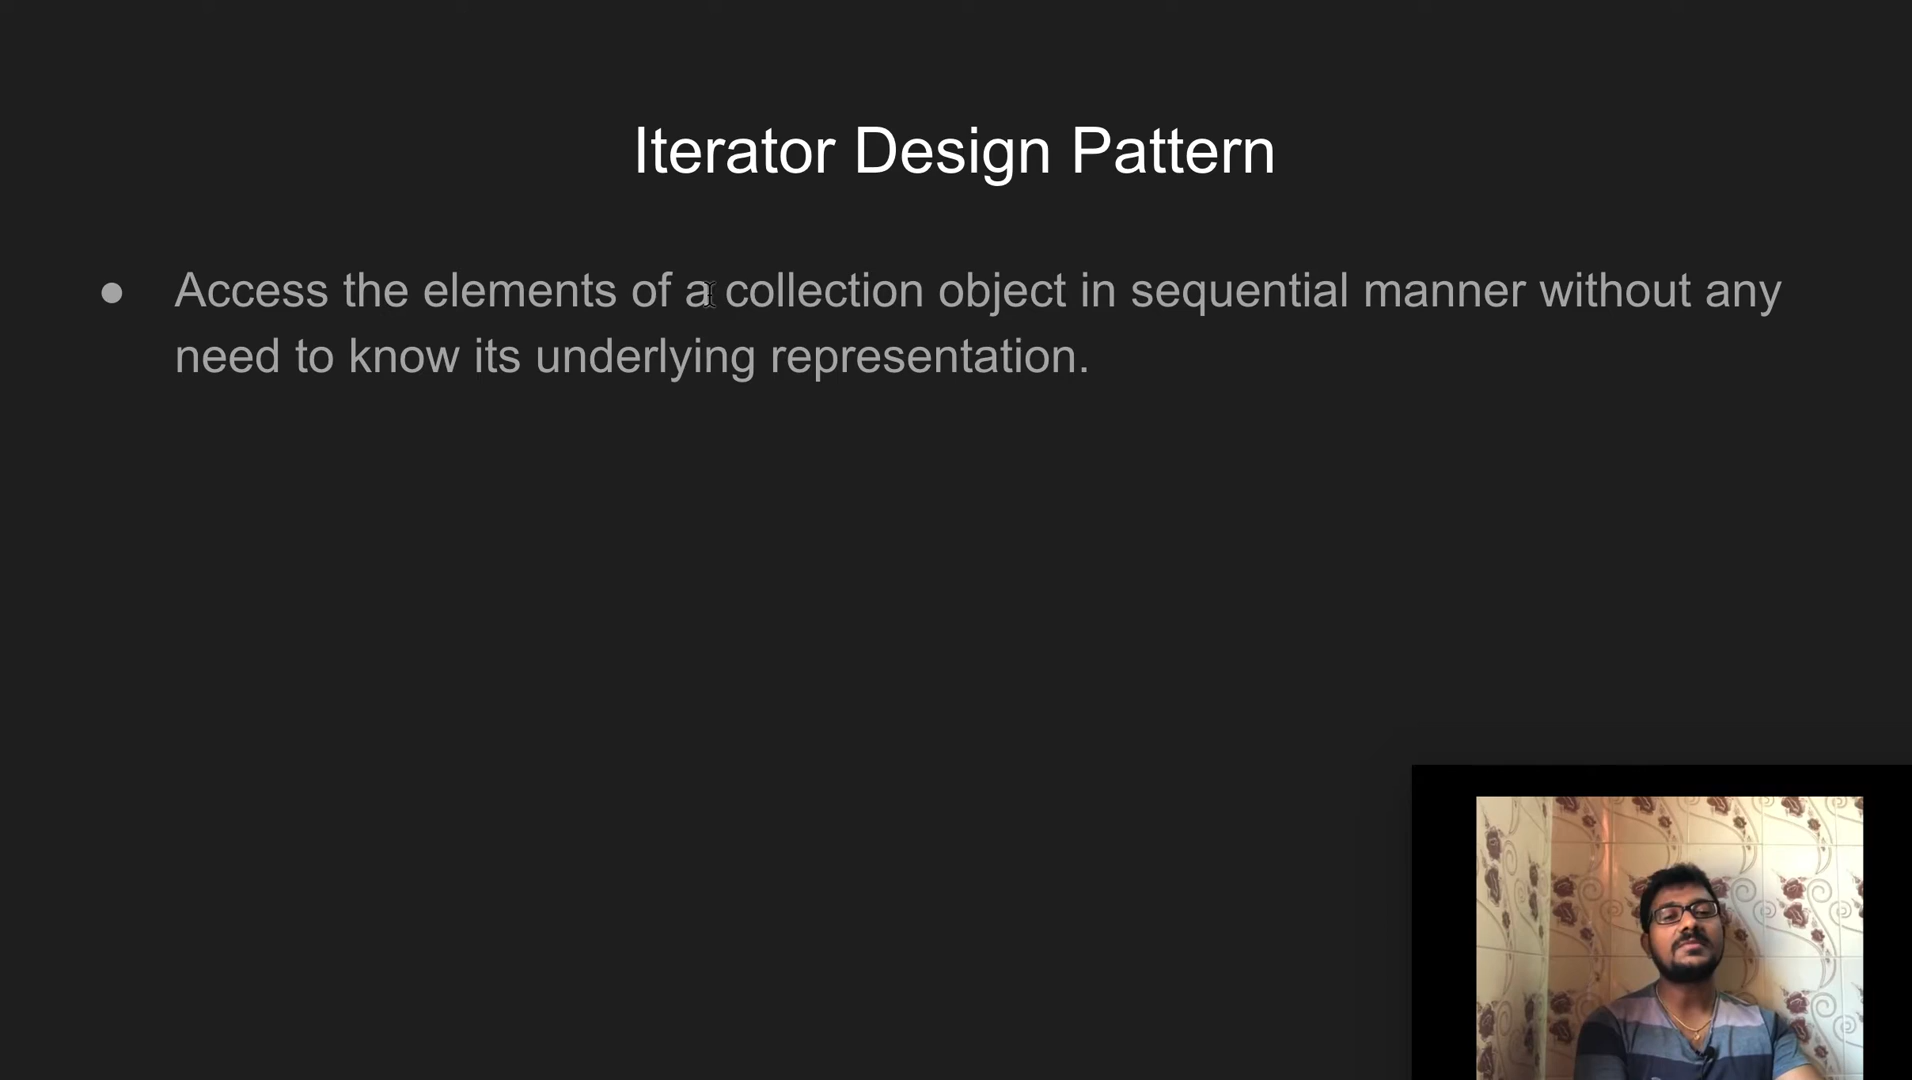 Iterator Design Pattern
● Access the elements of a collection object in sequential manner without any
need to know its underlying representation.